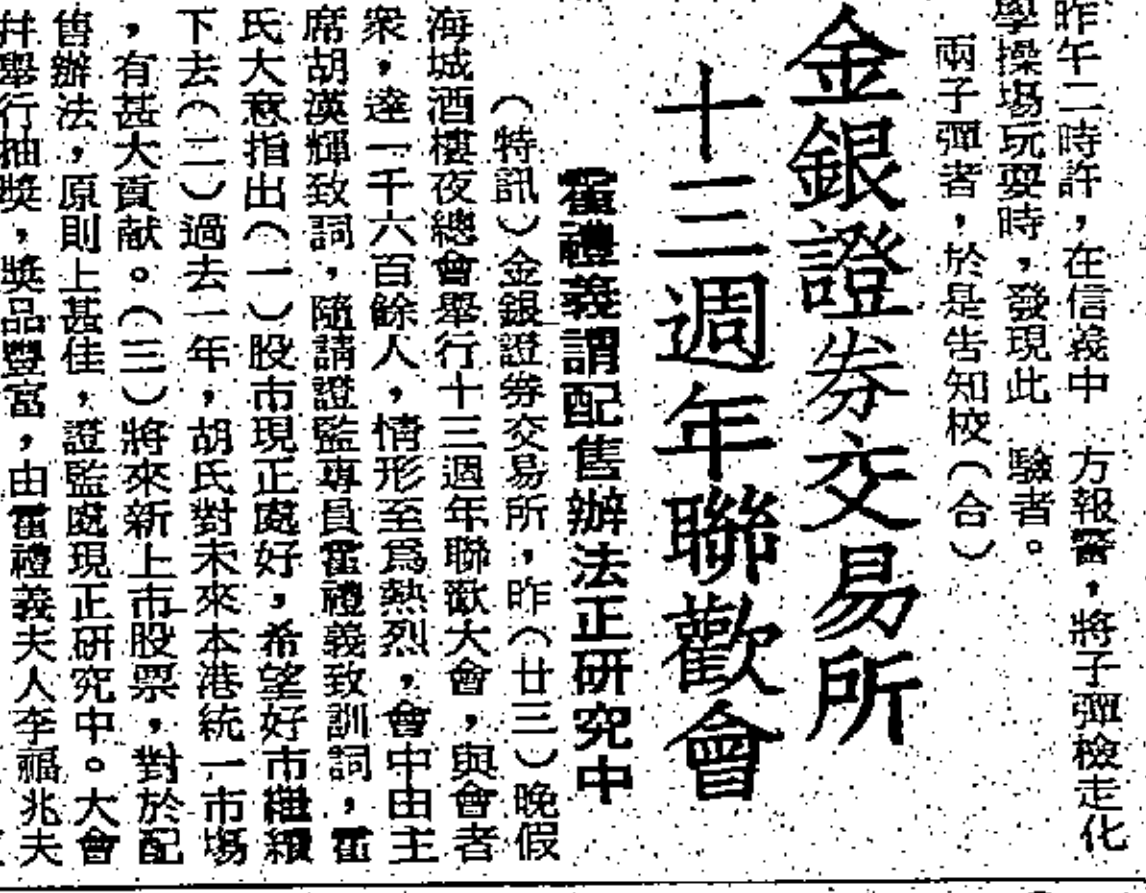 昨午二時許，在信義中
學操場玩耍時，發現此
兩子彈者，於是告知校
方報警，將子彈檢走化
驗者。
（合）
金銀證券交易所
十三週年聯歡會
霍禮義謂配售辦法正研究中
（特訊）金銀證券交易所，昨（廿三）晚假
海城酒樓夜總會舉行十三週年聯歡大會，與會者
衆，達一千六百餘人，情形至爲熱烈，會中由主
席胡漢輝致詞，隨請證監專員霍禮義致訓詞，霍
氏大意指出（一）股市現正處好，希望好市繼續
下去（二）過去一年，胡氏對未來本港統一市場
，有甚大貢献。（三）將來新上市股票，對於配
售辦法，原則上甚佳，證監處現正研究中。大會
并舉行抽獎，獎品豐富，由霍禮義夫人李福兆夫